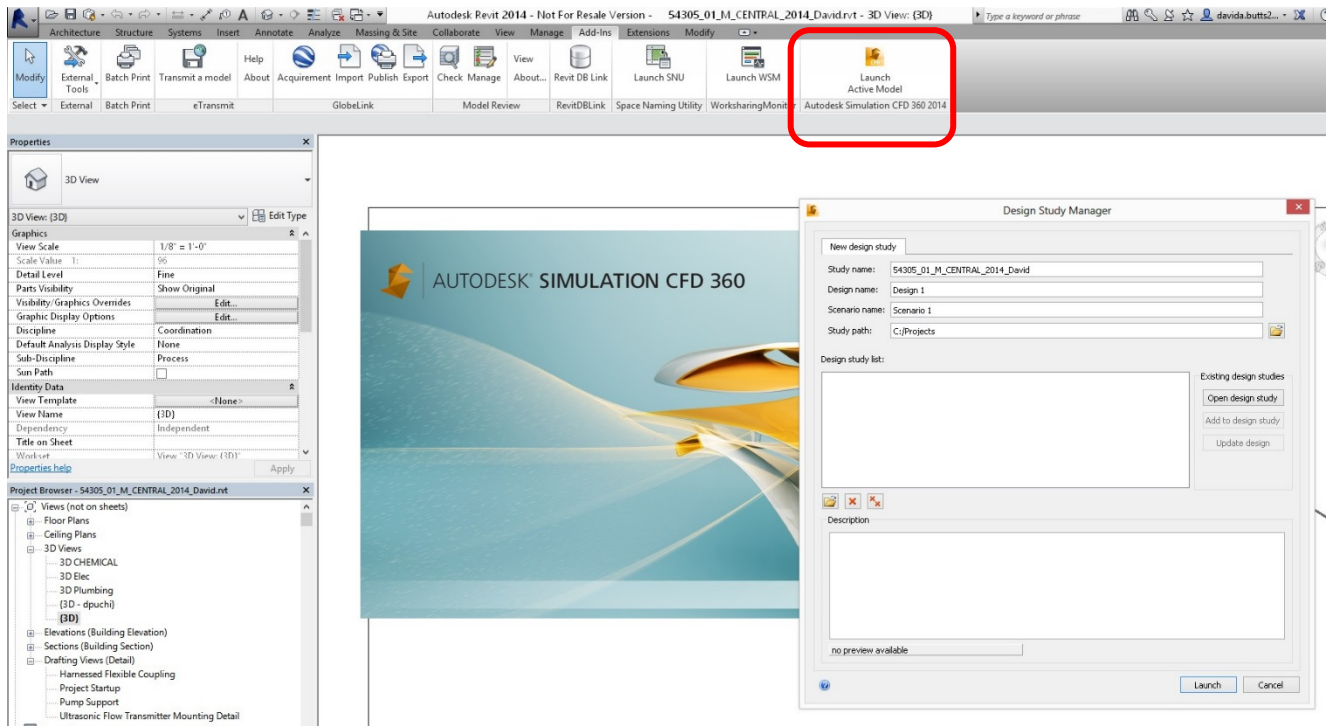 Autodesk Revit 2014 - Not For Resale Version - 54305_01_M_CENTRAL_2014_David.rvt - 3D View: {3D}
Type a keyword or phrase
davida.butts2...
Architecture Structure Systems Insert Annotate Analyze Massing & Site Collaborate View Manage Add-Ins Extensions Modify
Modify
External Tools
Batch Print
Transmit a model
Help
About
Acquirement Import Publish Export
Check Manage
View
About...
Revit DB Link
Launch SNU
Launch WSM
Launch
Active Model
Select External Batch Print eTransmit GlobeLink Model Review RevitDBLink Space Naming Utility WorksharingMonitor Autodesk Simulation CFD 360 2014
Properties
3D View
3D View: {3D} Edit Type
Graphics
View Scale 1/8" = 1'-0"
Scale Value 1: 96
Detail Level Fine
Parts Visibility Show Original
Visibility/Graphics Overrides Edit...
Graphic Display Options Edit...
Discipline Coordination
Default Analysis Display Style None
Sub-Discipline Process
Sun Path
Identity Data
View Template <None>
View Name {3D}
Dependency Independent
Title on Sheet
Workset View "3D View: {3D}"
Properties help Apply
Project Browser - 54305_01_M_CENTRAL_2014_David.rvt
Views (not on sheets)
Floor Plans
Ceiling Plans
3D Views
3D CHEMICAL
3D Elec
3D Plumbing
{3D - dpuchi}
{3D}
Elevations (Building Elevation)
Sections (Building Section)
Drafting Views (Detail)
Harnessed Flexible Coupling
Project Startup
Pump Support
Ultrasonic Flow Transmitter Mounting Detail
AUTODESK® SIMULATION CFD 360
Design Study Manager
New design study
Study name: 54305_01_M_CENTRAL_2014_David
Design name: Design 1
Scenario name: Scenario 1
Study path: C:/Projects
Design study list:
Existing design studies
Open design study
Add to design study
Update design
Description
no preview available
Launch Cancel